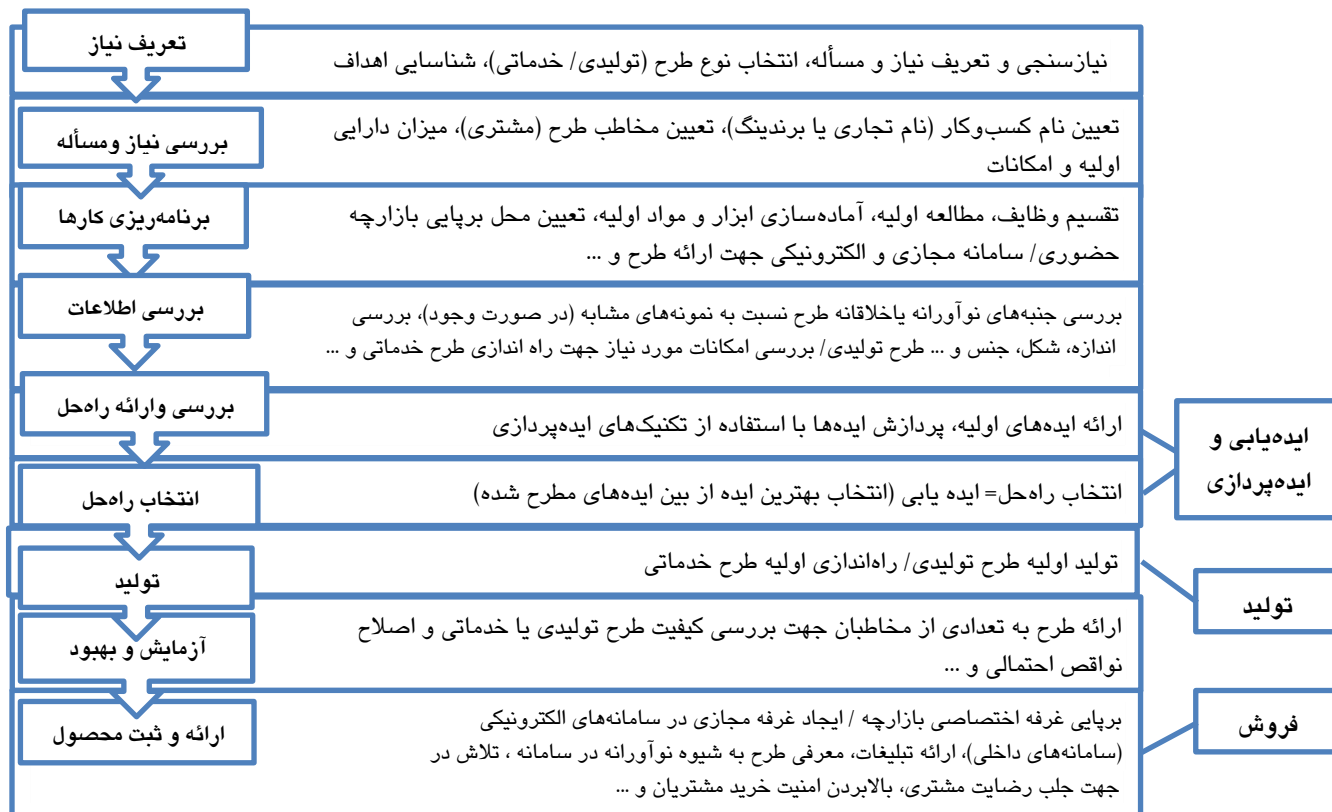 تعریف نیاز
نیازسنجی و تعریف نیاز و مسأله، انتخاب نوع طرح (تولیدی/ خدماتی)، شناسایی اهداف
بررسی نیاز ومسأله
تعیین نام کسب‌وکار (نام تجاری یا برندینگ)، تعیین مخاطب طرح (مشتری)، میزان دارایی
اولیه و امکانات
برنامه‌ریزی کارها
تقسیم وظایف، مطالعه اولیه، آماده‌سازی ابزار و مواد اولیه، تعیین محل برپایی بازارچه
حضوری/ سامانه مجازی و الکترونیکی جهت ارائه طرح و ...
بررسی اطلاعات
بررسی جنبه‌های نوآورانه یاخلاقانه طرح نسبت به نمونه‌های مشابه (در صورت وجود)، بررسی
اندازه، شکل، جنس و ... طرح تولیدی/ بررسی امکانات مورد نیاز جهت راه اندازی طرح خدماتی و ...
بررسی وارائه راه‌حل
ارائه ایده‌های اولیه، پردازش ایده‌ها با استفاده از تکنیک‌های ایده‌پردازی
ایده‌یابی و
ایده‌پردازی
انتخاب راه‌حل
انتخاب راه‌حل= ایده یابی (انتخاب بهترین ایده از بین ایده‌های مطرح شده)
تولید
تولید اولیه طرح تولیدی/ راه‌اندازی اولیه طرح خدماتی
تولید
آزمایش و بهبود
ارائه طرح به تعدادی از مخاطبان جهت بررسی کیفیت طرح تولیدی یا خدماتی و اصلاح
نواقص احتمالی و ...
ارائه و ثبت محصول
برپایی غرفه اختصاصی بازارچه / ایجاد غرفه مجازی در سامانه‌های الکترونیکی
(سامانه‌های داخلی)، ارائه تبلیغات، معرفی طرح به شیوه نوآورانه در سامانه ، تلاش در
جهت جلب رضایت مشتری، بالابردن امنیت خرید مشتریان و ...
فروش